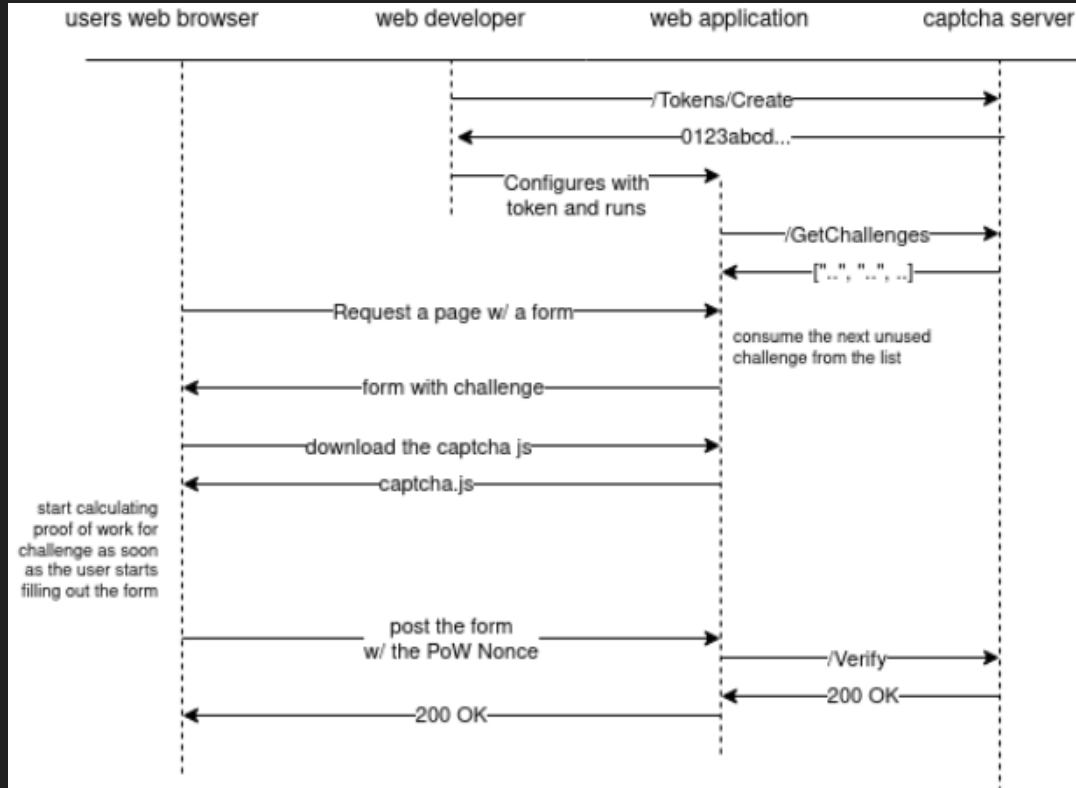 users web browser
web developer
web application
captcha server
/Tokens/Create
0123abcd...
Configures with
token and runs
/GetChallenges
["..", "..", ..]
Request a page w/ a form
consume the next unused
challenge from the list
form with challenge
download the captcha js
captcha.js
start calculating
proof of work for
challenge as soon
as the user starts
filling out the form
post the form
w/ the PoW Nonce
/Verify
200 OK
200 OK